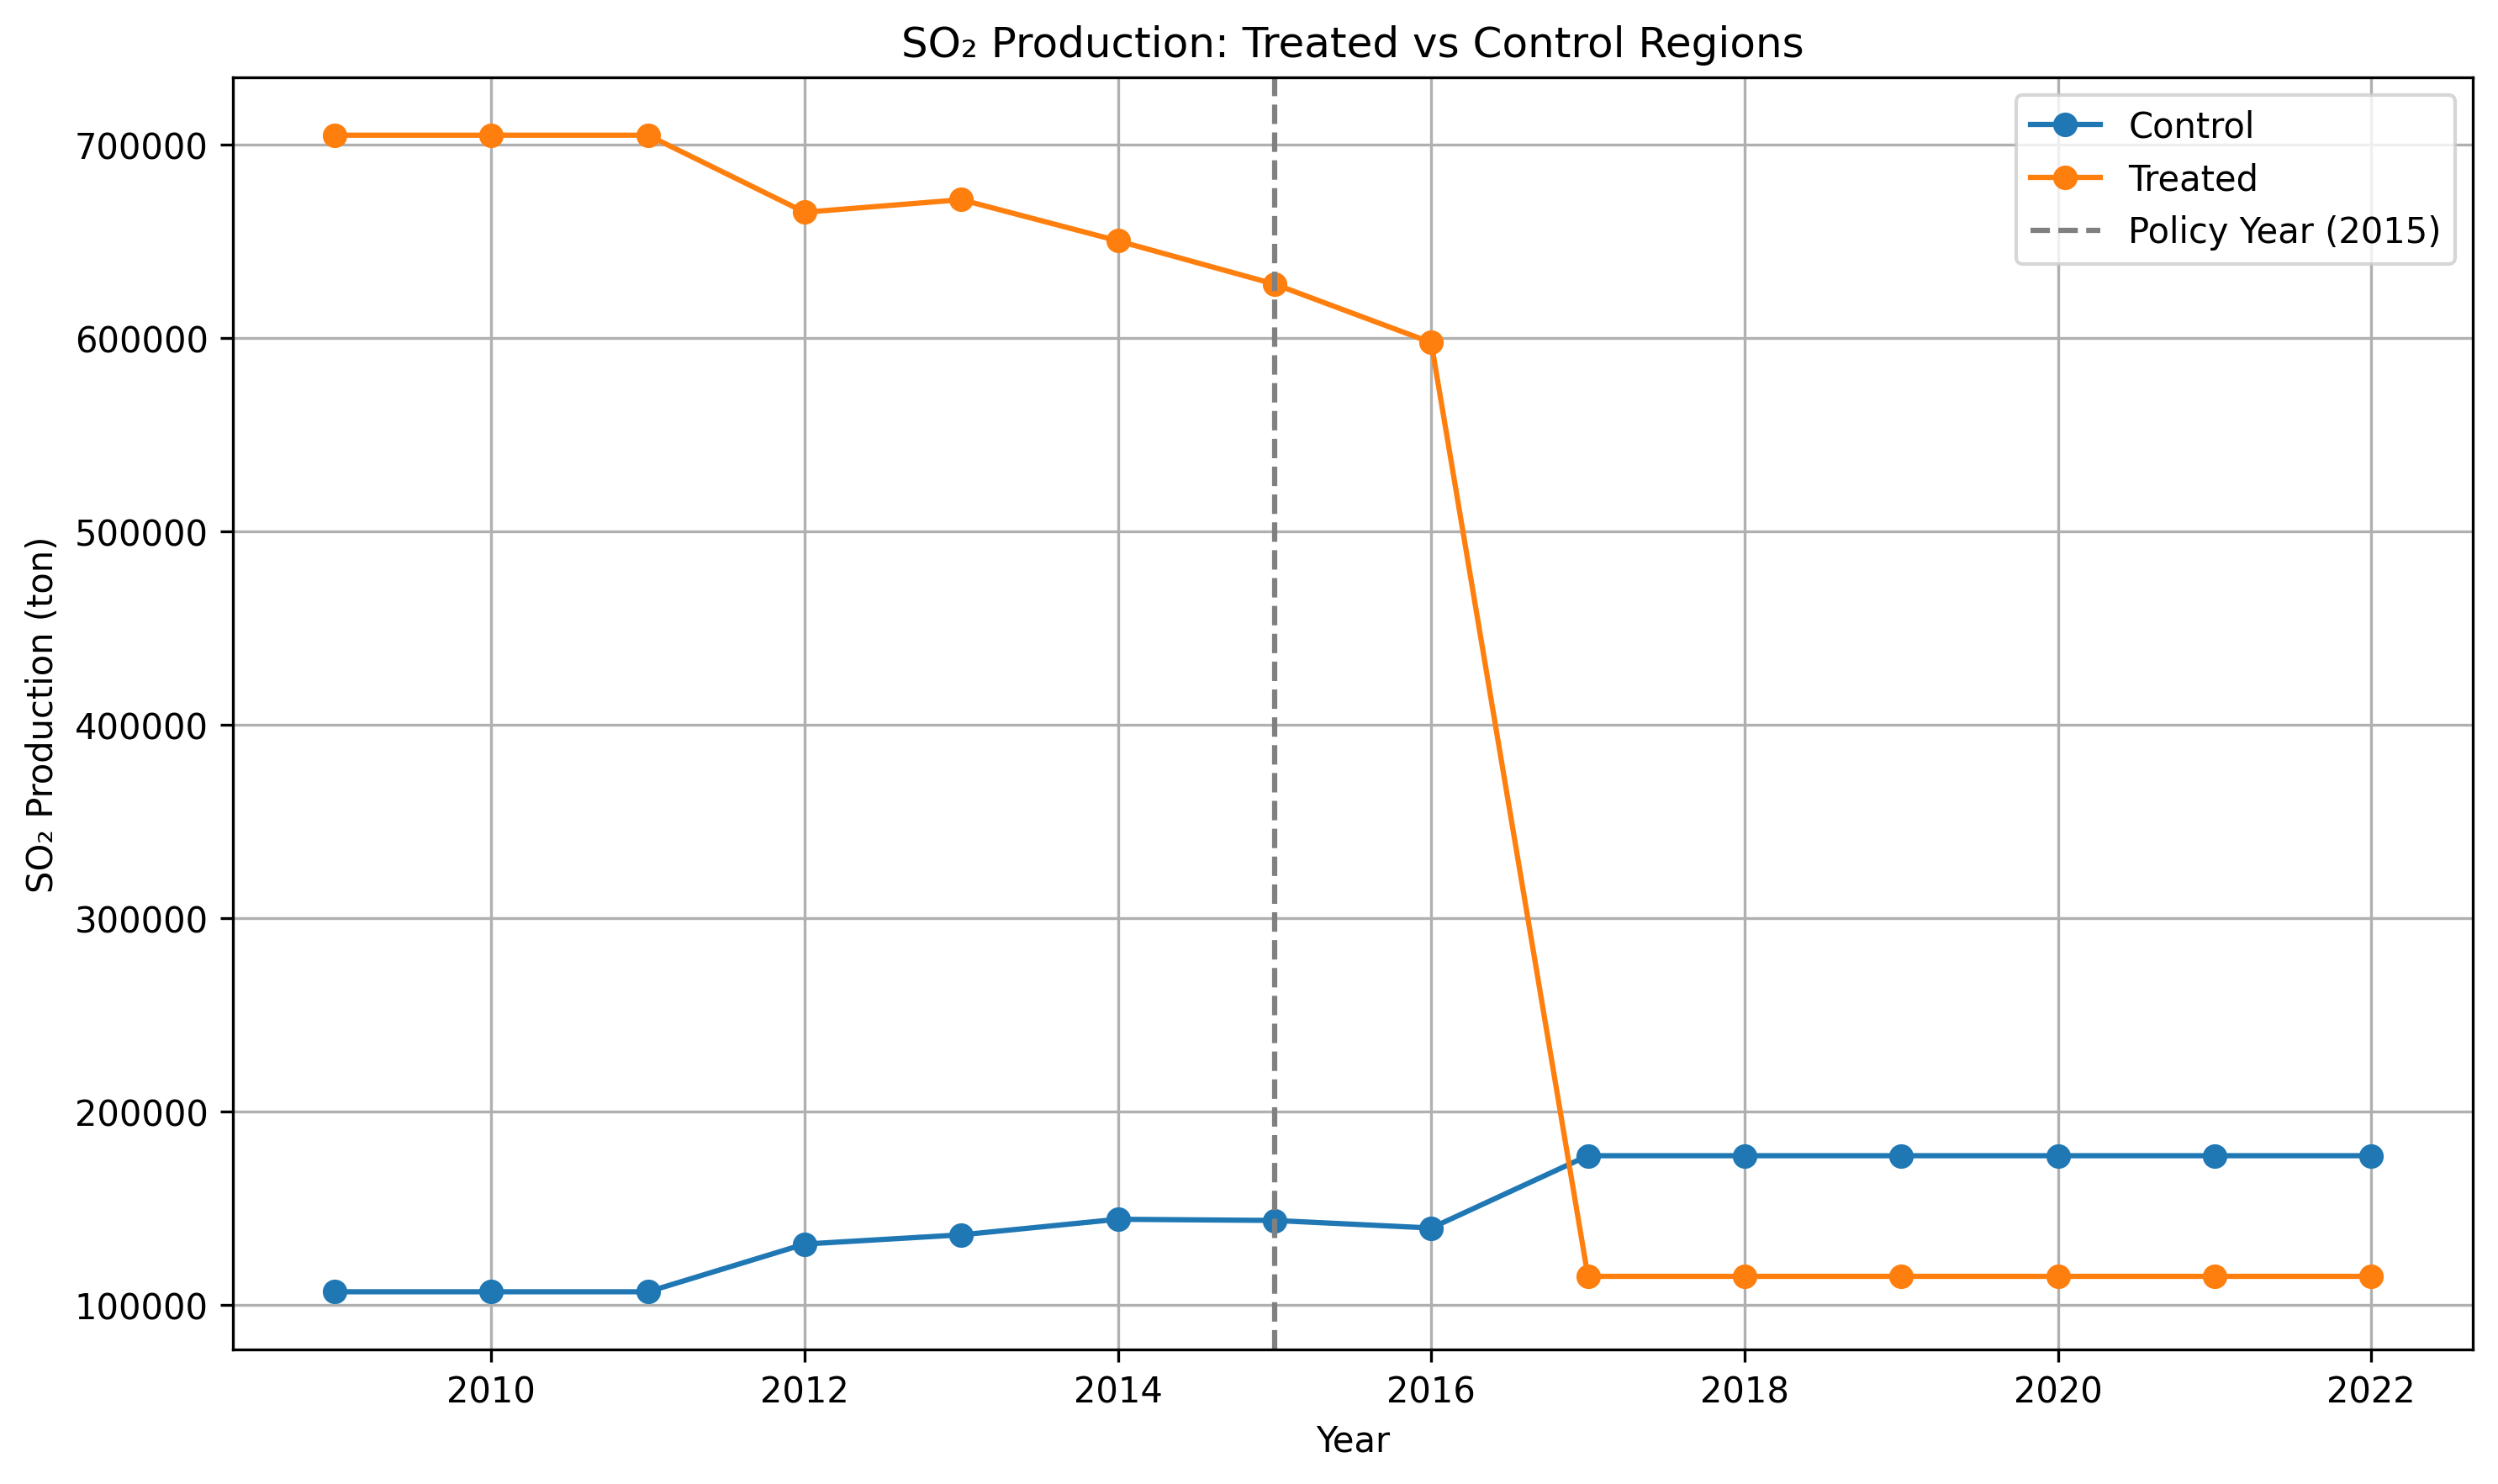 SO₂ Production: Treated vs Control Regions
Control
Treated
Policy Year (2015)
SO₂ Production (ton)
700000
600000
500000
400000
300000
200000
100000
2010 2012 2014 2016 2018 2020 2022
Year